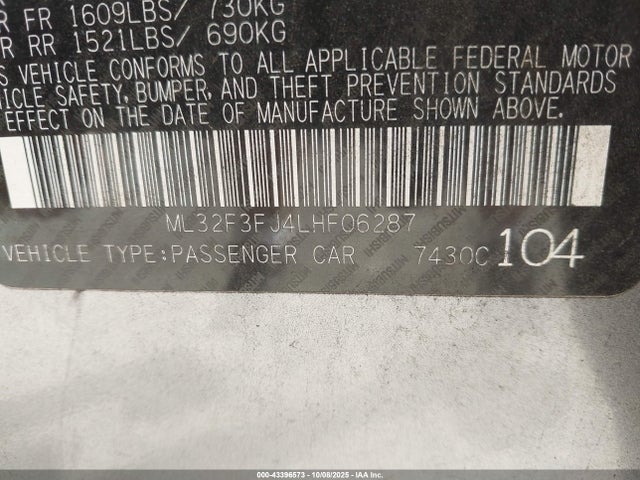 R FR 1609LBS/ 730KG
R RR 1521LBS/ 690KG
S VEHICLE CONFORMS TO ALL APPLICABLE FEDERAL MOTOR
HICLE SAFETY, BUMPER, AND THEFT PREVENTION STANDARDS
EFFECT ON THE DATE OF MANUFACTURE SHOWN ABOVE.
ML32F3FJ4LHF06287
VEHICLE TYPE:PASSENGER CAR 7430C 104
000-43396573 | 10/08/2025 | Copyright © IAA, Inc.